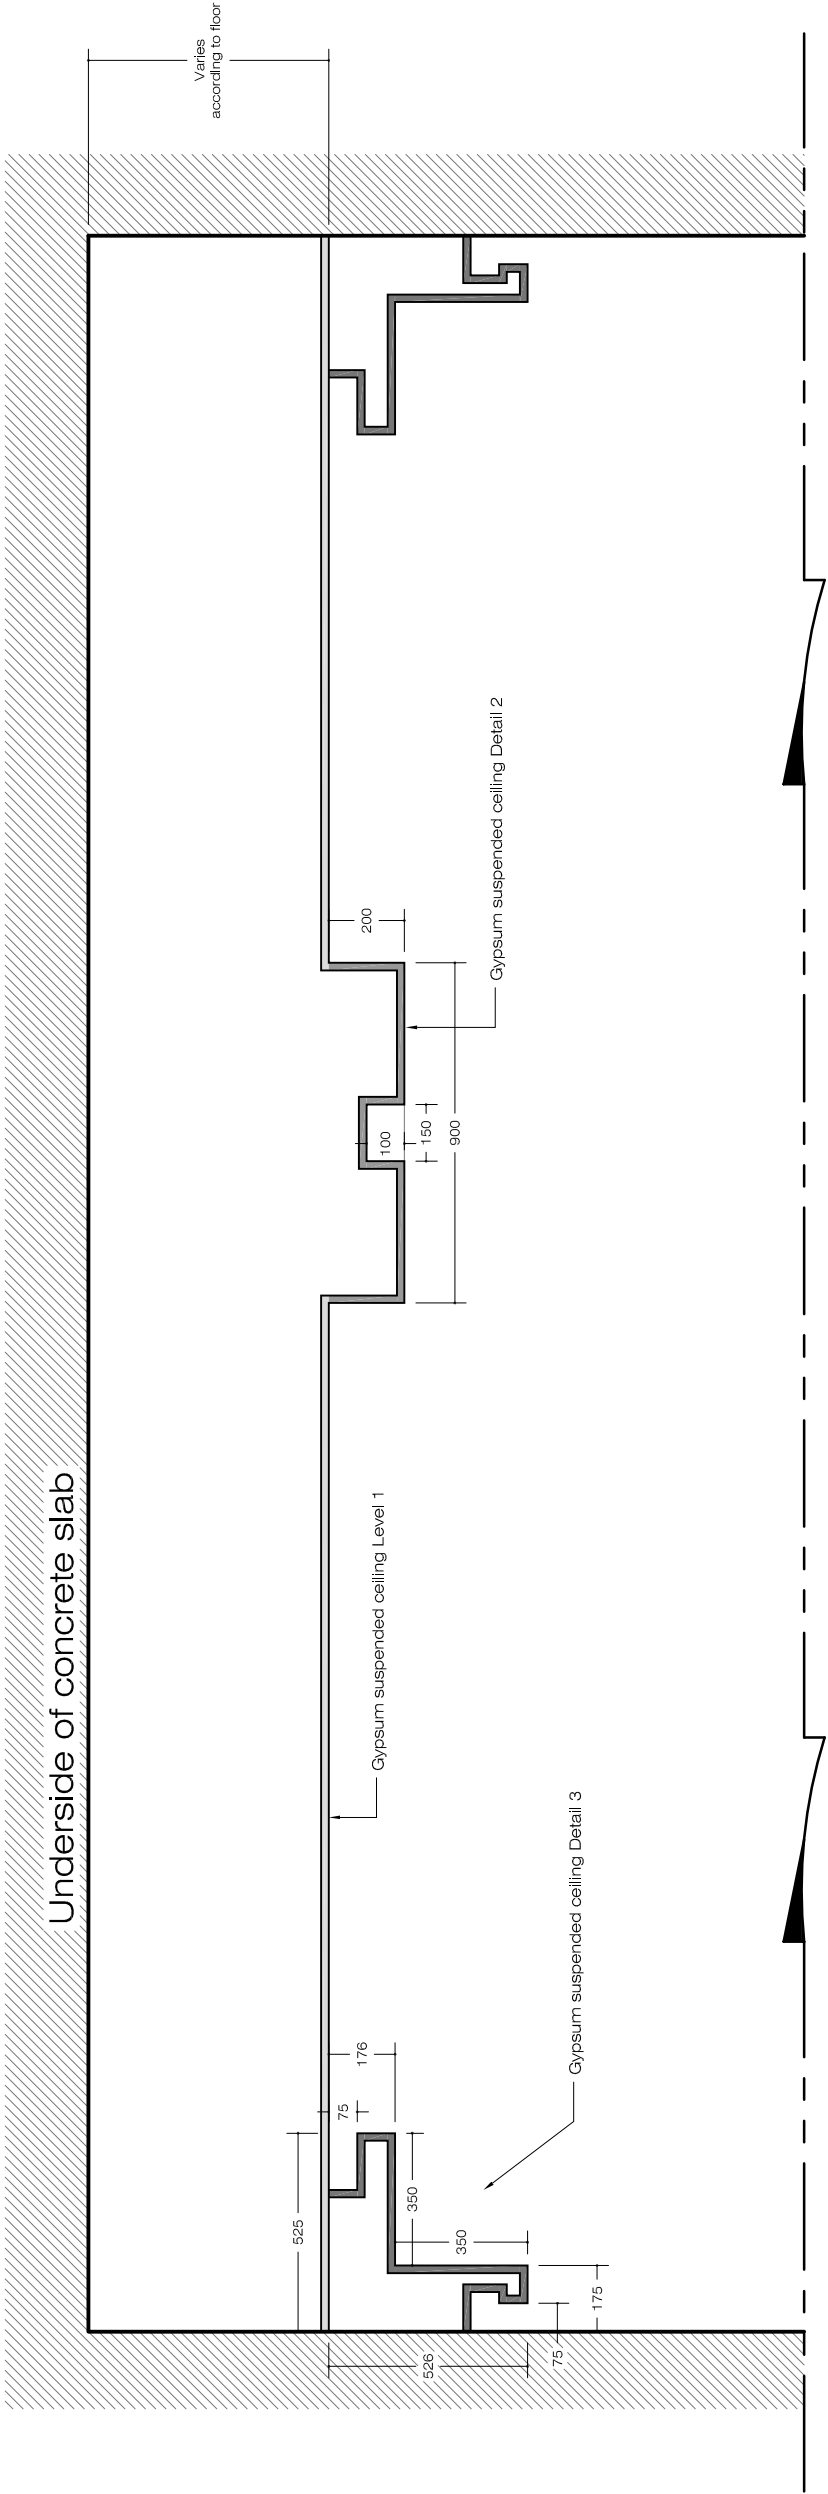 Underside of concrete slab
Varies
according to floor
Gypsum suspended ceiling Level 1
Gypsum suspended ceiling Detail 2
Gypsum suspended ceiling Detail 3
525
75
176
350
350
526
75
175
100
150
900
200